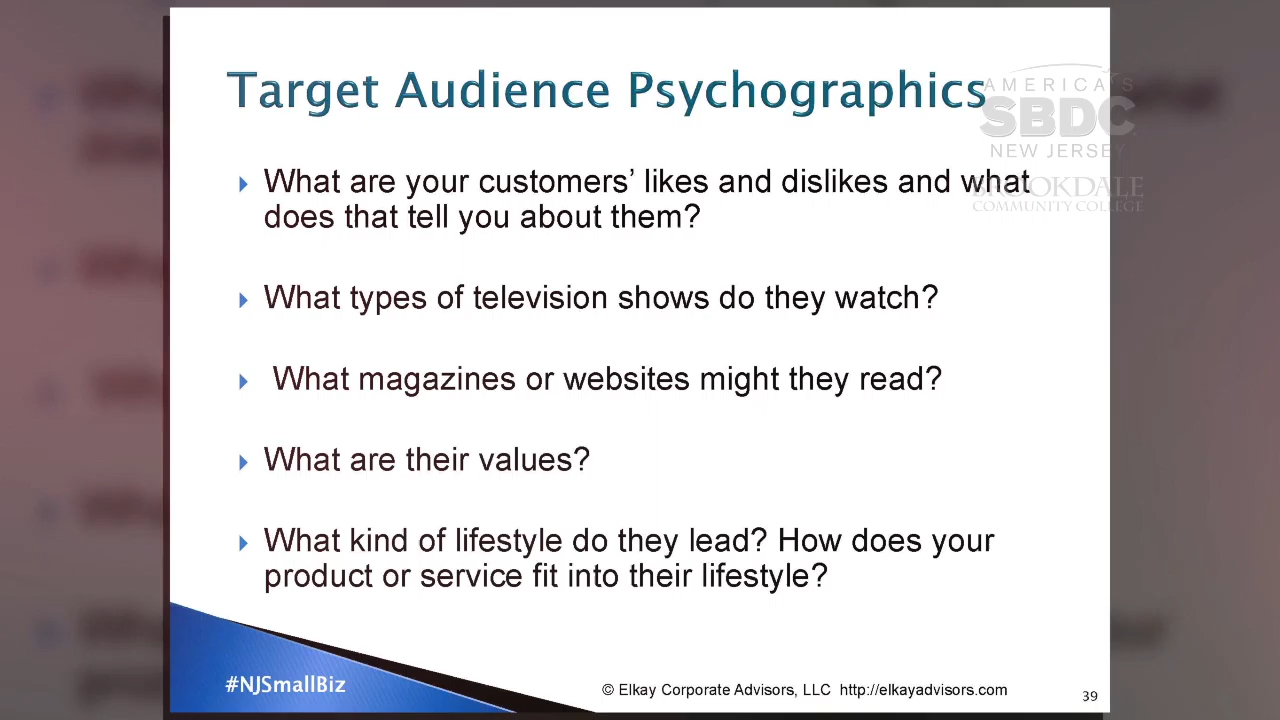 Target Audience Psychographics
AMERICA'S
SBDC
NEW JERSEY
BROOKDALE
COMMUNITY COLLEGE
What are your customers’ likes and dislikes and what
does that tell you about them?
What types of television shows do they watch?
What magazines or websites might they read?
What are their values?
What kind of lifestyle do they lead? How does your
product or service fit into their lifestyle?
#NJSmallBiz
© Elkay Corporate Advisors, LLC http://elkayadvisors.com
39